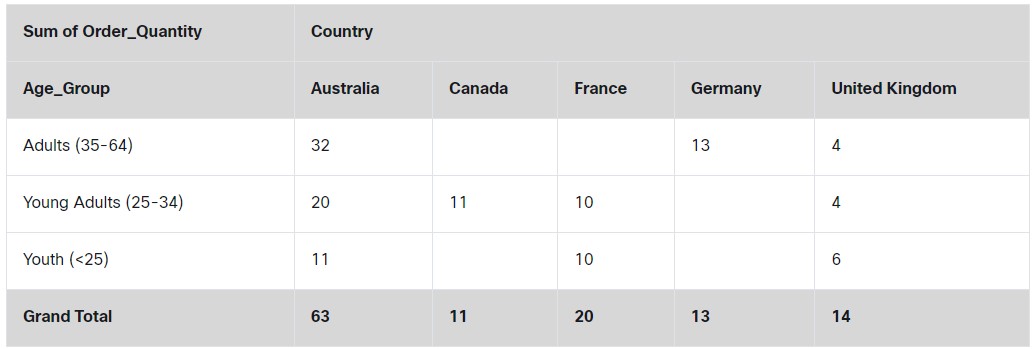 Sum of Order_Quantity Country
Age_Group Australia Canada France Germany United Kingdom
Adults (35-64) 32 13 4
Young Adults (25-34) 20 11 10 4
Youth (<25) 11 10 6
Grand Total 63 11 20 13 14